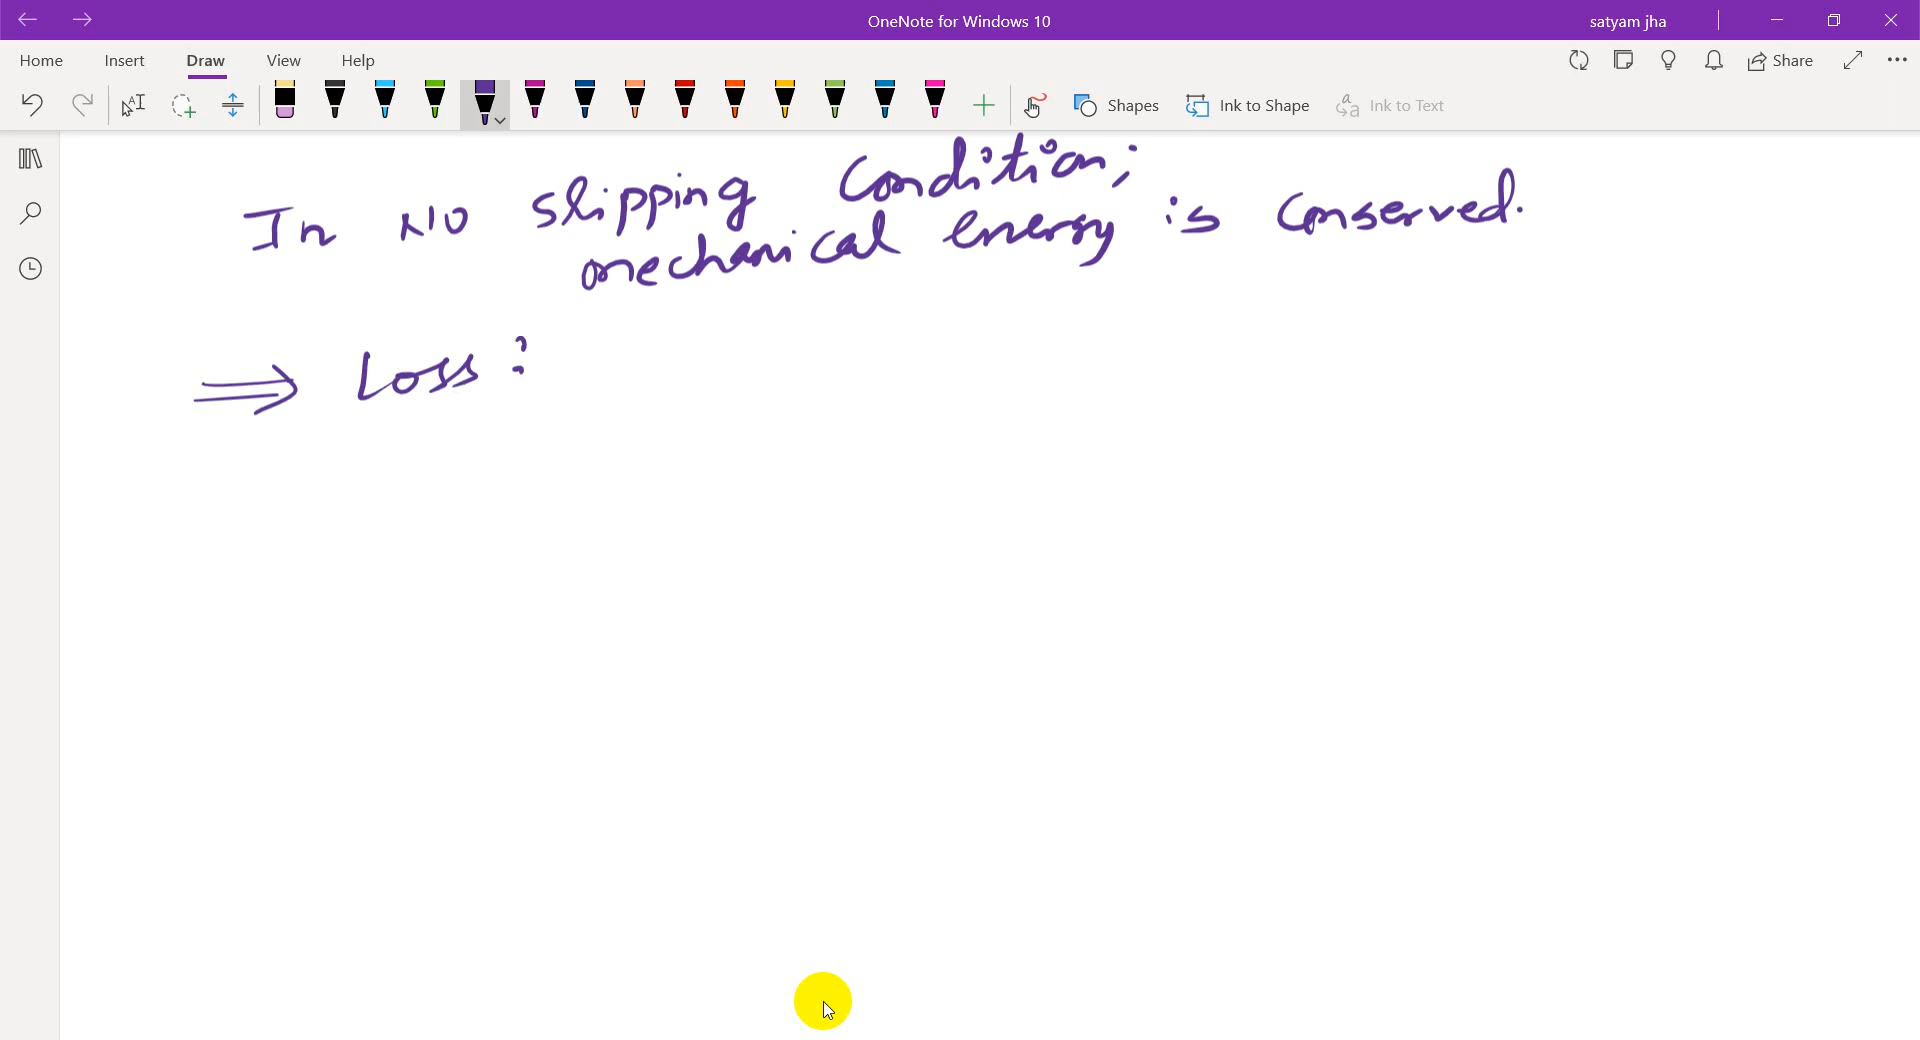 OneNote for Windows 10
satyam jha
Home Insert Draw View Help
Share
Shapes Ink to Shape Ink to Text
In No slipping Condition;
mechanical energy is Conserved.
⇒ Loss :